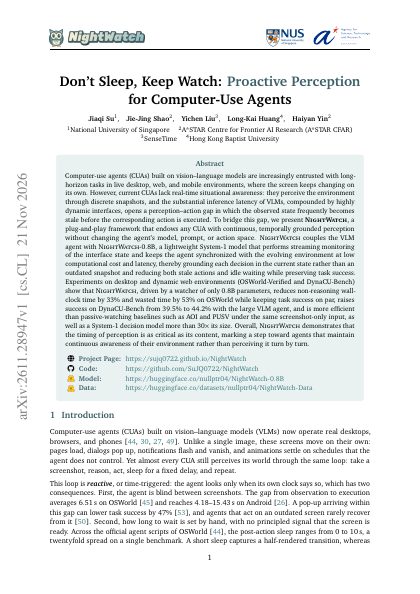 NightWatch
NUS
National University
of Singapore
Don't Sleep, Keep Watch: Proactive Perception
for Computer-Use Agents
Jiaqi Su¹, Jie-Jing Shao², Yichen Liu³, Long-Kai Huang⁴, Haiyan Yin²
¹National University of Singapore ²A*STAR Centre for Frontier AI Research (A*STAR CFAR)
³SenseTime ⁴Hong Kong Baptist University
Abstract
Computer-use agents (CUAs) built on vision–language models are increasingly entrusted with long-
horizon tasks in live desktop, web, and mobile environments, where the screen keeps changing on
its own. However, current CUAs lack real-time situational awareness: they perceive the environment
through discrete snapshots, and the substantial inference latency of VLMs, compounded by highly
dynamic interfaces, opens a perception–action gap in which the observed state frequently becomes
stale before the corresponding action is executed. To bridge this gap, we present NightWatch, a
plug-and-play framework that endows any CUA with continuous, temporally grounded perception
without changing the agent's model, prompt, or action space. NightWatch couples the VLM
agent with NightWatch-0.8B, a lightweight System-1 model that performs streaming monitoring
of the interface state and keeps the agent synchronized with the evolving environment at low
computational cost and latency, thereby grounding each decision in the current state rather than an
outdated snapshot and reducing both stale actions and idle waiting while preserving task success.
Experiments on desktop and dynamic web environments (OSWorld-Verified and DynaCU-Bench)
show that NightWatch, driven by a watcher of only 0.8B parameters, reduces non-reasoning wall-
clock time by 33% and wasted time by 53% on OSWorld while keeping task success on par, raises
success on DynaCU-Bench from 39.5% to 44.2% with the large VLM agent, and is more efficient
than passive-watching baselines such as AOI and PUSV under the same screenshot-only input, as
well as a System-1 decision model more than 30x its size. Overall, NightWatch demonstrates that
the timing of perception is as critical as its content, marking a step toward agents that maintain
continuous awareness of their environment rather than perceiving it turn by turn.
Project Page: https://sujq0722.github.io/NightWatch
Code: https://github.com/SuJQ0722/NightWatch
Model: https://huggingface.co/nullptr04/NightWatch-0.8B
Data: https://huggingface.co/datasets/nullptr04/NightWatch-Data
arXiv:2611.28947v1 [cs.CL] 21 Nov 2026
1 Introduction
Computer-use agents (CUAs) built on vision–language models (VLMs) now operate real desktops,
browsers, and phones [44, 30, 27, 49]. Unlike a single image, these screens move on their own:
pages load, dialogs pop up, notifications flash and vanish, and animations settle on schedules that
the agent does not control. Yet almost every CUA still perceives its world through the same loop: take a
screenshot, reason, act, sleep for a fixed delay, and repeat.
This loop is reactive, or time-triggered: the agent looks only when its own clock says so, which has two
consequences. First, the agent is blind between screenshots. The gap from observation to execution
averages 6.51 s on OSWorld [45] and reaches 4.18–15.43 s on Android [26]. A pop-up arriving within
this gap can lower task success by 47% [53], and agents that act on an outdated screen rarely recover
from it [50]. Second, how long to wait is set by hand, with no principled signal that the screen is
ready. Across the official agent scripts of OSWorld [44], the post-action sleep ranges from 0 to 10 s, a
twentyfold spread on a single benchmark. A short sleep captures a half-rendered transition, whereas
1